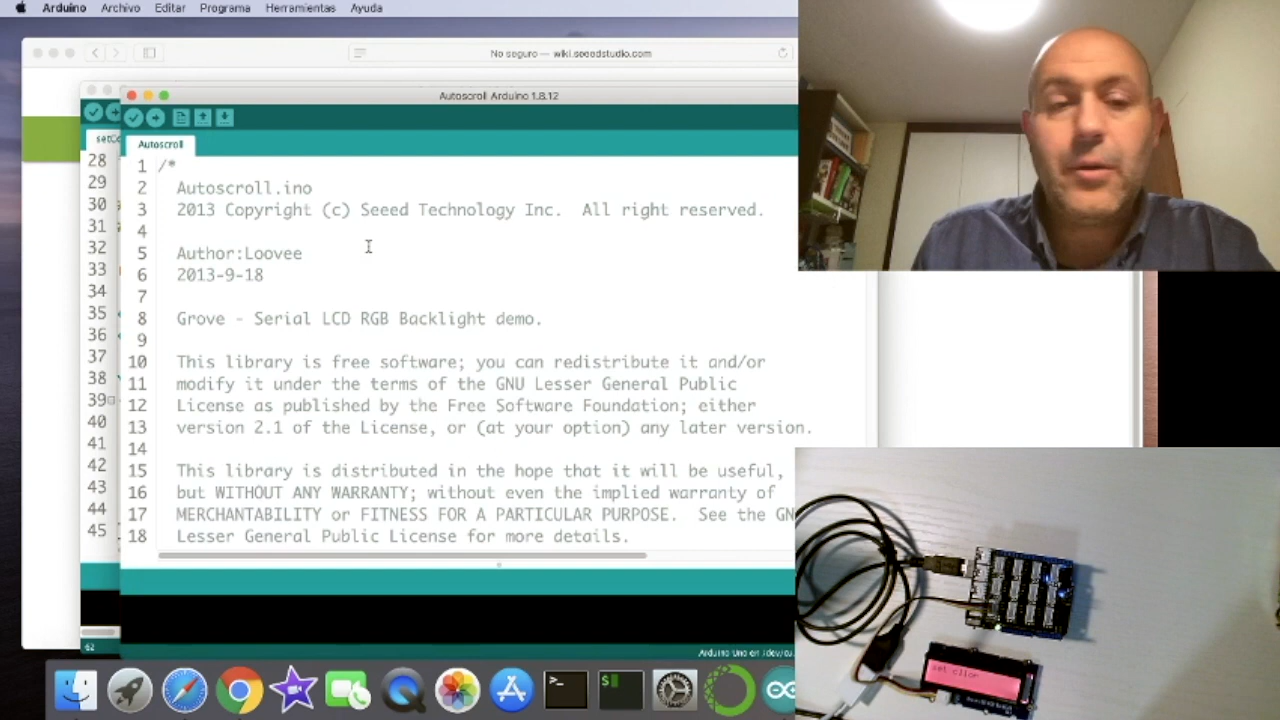 Arduino Archivo Editar Programa Herramientas Ayuda
No seguro — wiki.seeedstudio.com
Autoscroll Arduino 1.8.12
Autoscroll
28
29
30
31
32
33
34
35
36
37
38
39
40
41
42
43
44
45
1 /*
2 Autoscroll.ino
3 2013 Copyright (c) Seeed Technology Inc. All right reserved.
4
5 Author:Loovee
6 2013-9-18
7
8 Grove - Serial LCD RGB Backlight demo.
9
10 This library is free software; you can redistribute it and/or
11 modify it under the terms of the GNU Lesser General Public
12 License as published by the Free Software Foundation; either
13 version 2.1 of the License, or (at your option) any later version.
14
15 This library is distributed in the hope that it will be useful,
16 but WITHOUT ANY WARRANTY; without even the implied warranty of
17 MERCHANTABILITY or FITNESS FOR A PARTICULAR PURPOSE. See the GN
18 Lesser General Public License for more details.
62
Arduino Uno en /dev/cu.